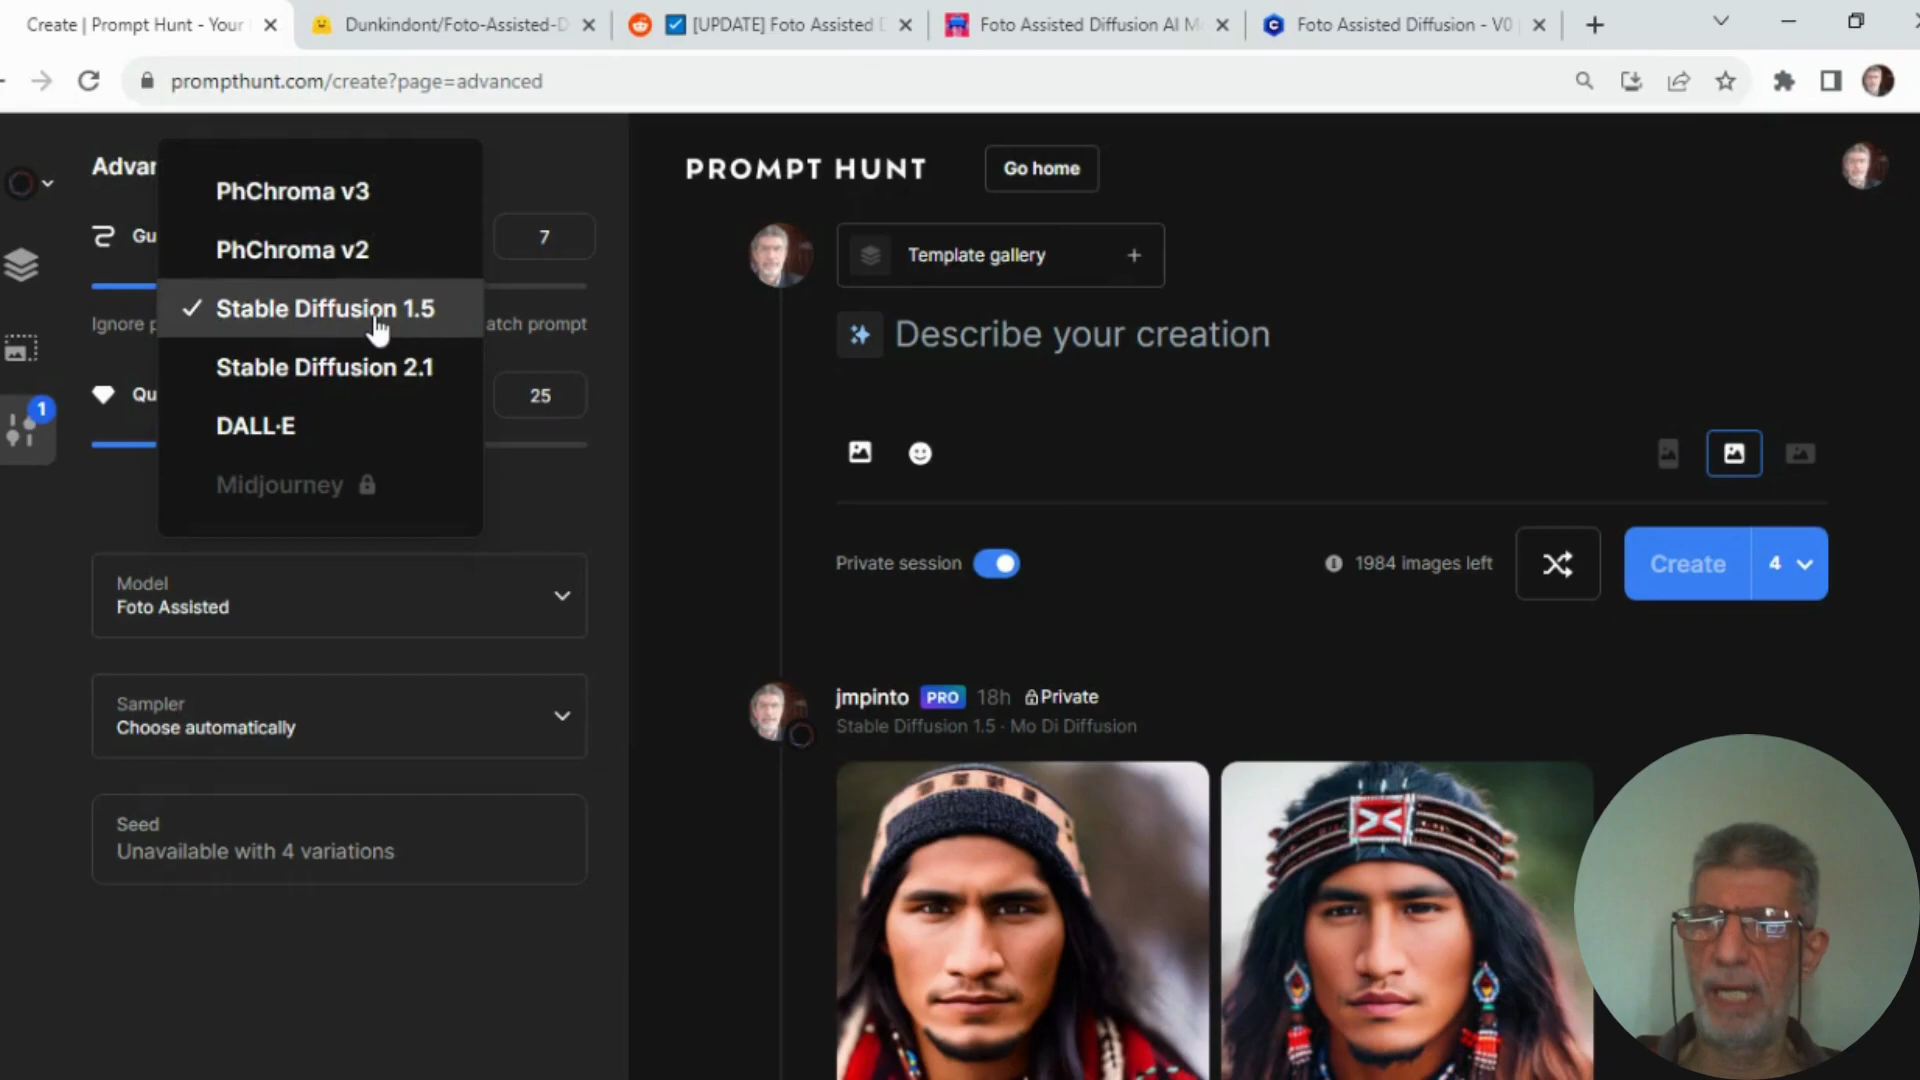 Create | Prompt Hunt - Your
Dunkindont/Foto-Assisted-D
[UPDATE] Foto Assisted D
Foto Assisted Diffusion AI M
Foto Assisted Diffusion - V0
prompthunt.com/create?page=advanced
Advan
PhChroma v3
PhChroma v2
Stable Diffusion 1.5
Stable Diffusion 2.1
DALL·E
Midjourney
Gu
7
Ignore p
atch prompt
Qu
25
1
Model
Foto Assisted
Sampler
Choose automatically
Seed
Unavailable with 4 variations
PROMPT HUNT
Go home
Template gallery
Describe your creation
Private session
1984 images left
Create
4
jmpinto PRO 18h Private
Stable Diffusion 1.5 · Mo Di Diffusion